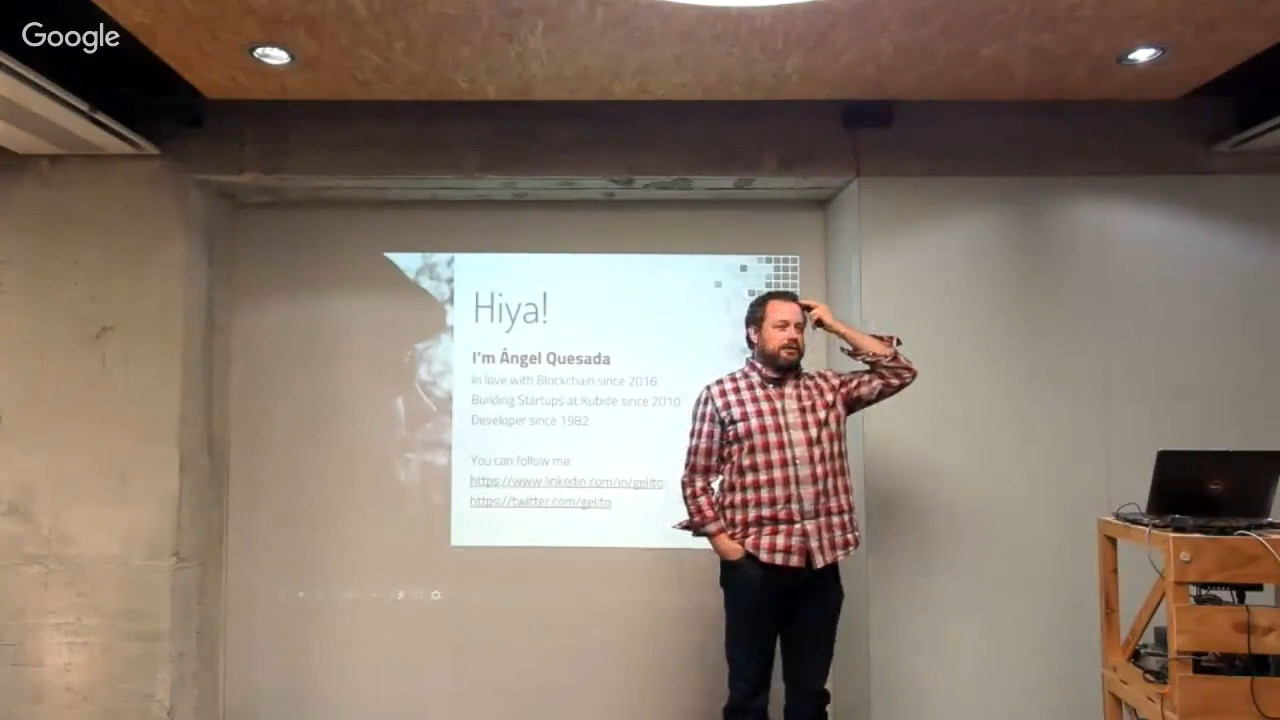 Google
Hiya!
I'm Ángel Quesada
In love with Blockchain since 2016
Building Startups at Kubide since 2010
Developer since 1982
You can follow me
https://www.linkedin.com/in/gelito
https://twitter.com/gelito